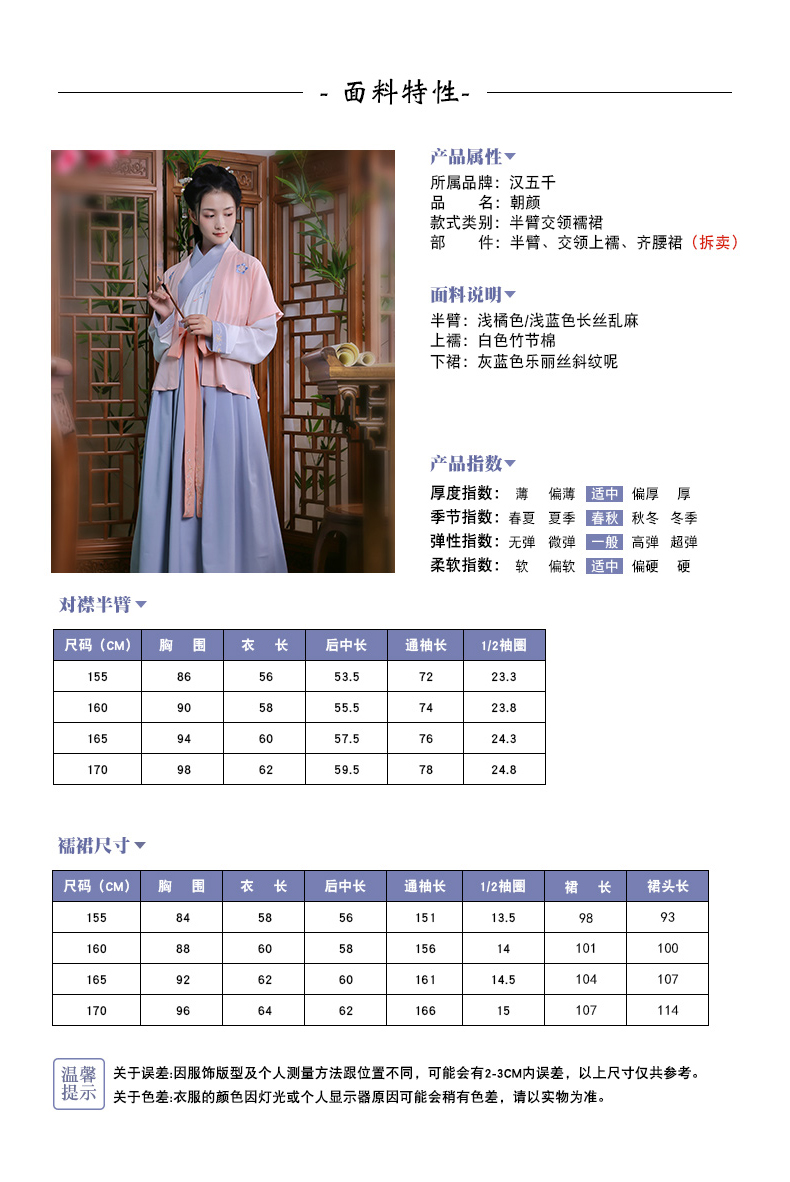 - 面料特性-
产品属性
所属品牌：汉五千
品　　名：朝颜
款式类别：半臂交领襦裙
部　　件：半臂、交领上襦、齐腰裙（拆卖）
面料说明
半臂：浅橘色/浅蓝色长丝乱麻
上襦：白色竹节棉
下裙：灰蓝色乐丽丝斜纹呢
产品指数
厚度指数： 薄 偏薄 适中 偏厚 厚
季节指数：春夏 夏季 春秋 秋冬 冬季
弹性指数：无弹 微弹 一般 高弹 超弹
柔软指数： 软 偏软 适中 偏硬 硬
对襟半臂
尺码（CM） 胸　围 衣　长 后中长 通袖长 1/2袖圈
155 86 56 53.5 72 23.3
160 90 58 55.5 74 23.8
165 94 60 57.5 76 24.3
170 98 62 59.5 78 24.8
襦裙尺寸
尺码（CM） 胸　围 衣　长 后中长 通袖长 1/2袖圈 裙　长 裙头长
155 84 58 56 151 13.5 98 93
160 88 60 58 156 14 101 100
165 92 62 60 161 14.5 104 107
170 96 64 62 166 15 107 114
温馨
提示
关于误差:因服饰版型及个人测量方法跟位置不同，可能会有2-3CM内误差，以上尺寸仅共参考。
关于色差:衣服的颜色因灯光或个人显示器原因可能会稍有色差，请以实物为准。